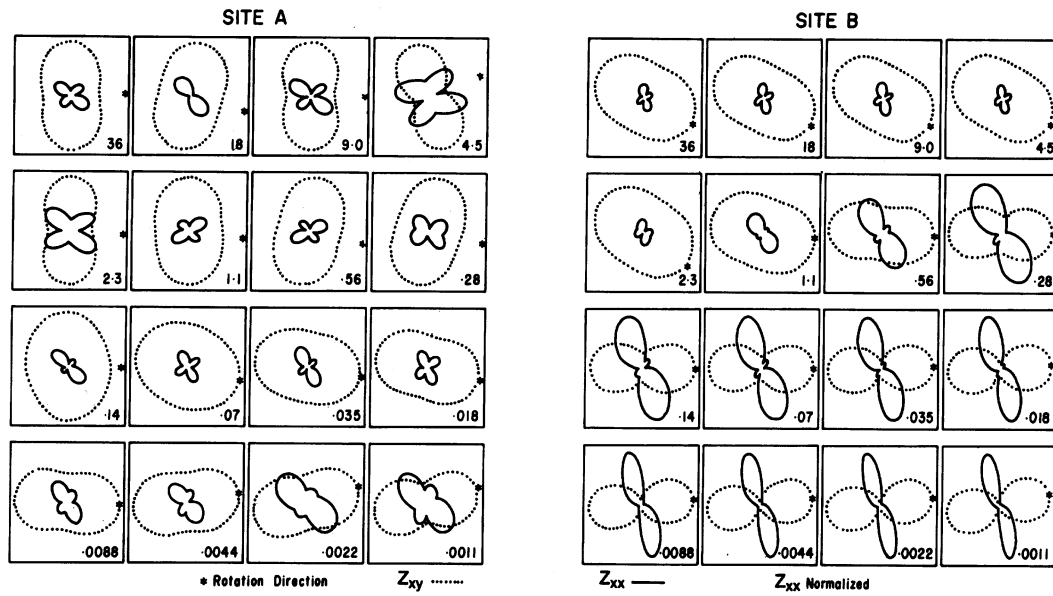 SITE A
36 18 9·0 4·5
2·3 1·1 ·56 ·28
·14 ·07 ·035 ·018
·0088 ·0044 ·0022 ·0011
* Rotation Direction Zxy ........
SITE B
36 18 9·0 4·5
2·3 1·1 ·56 ·28
·14 ·07 ·035 ·018
·0088 ·0044 ·0022 ·0011
Zxx —— Zxx Normalized